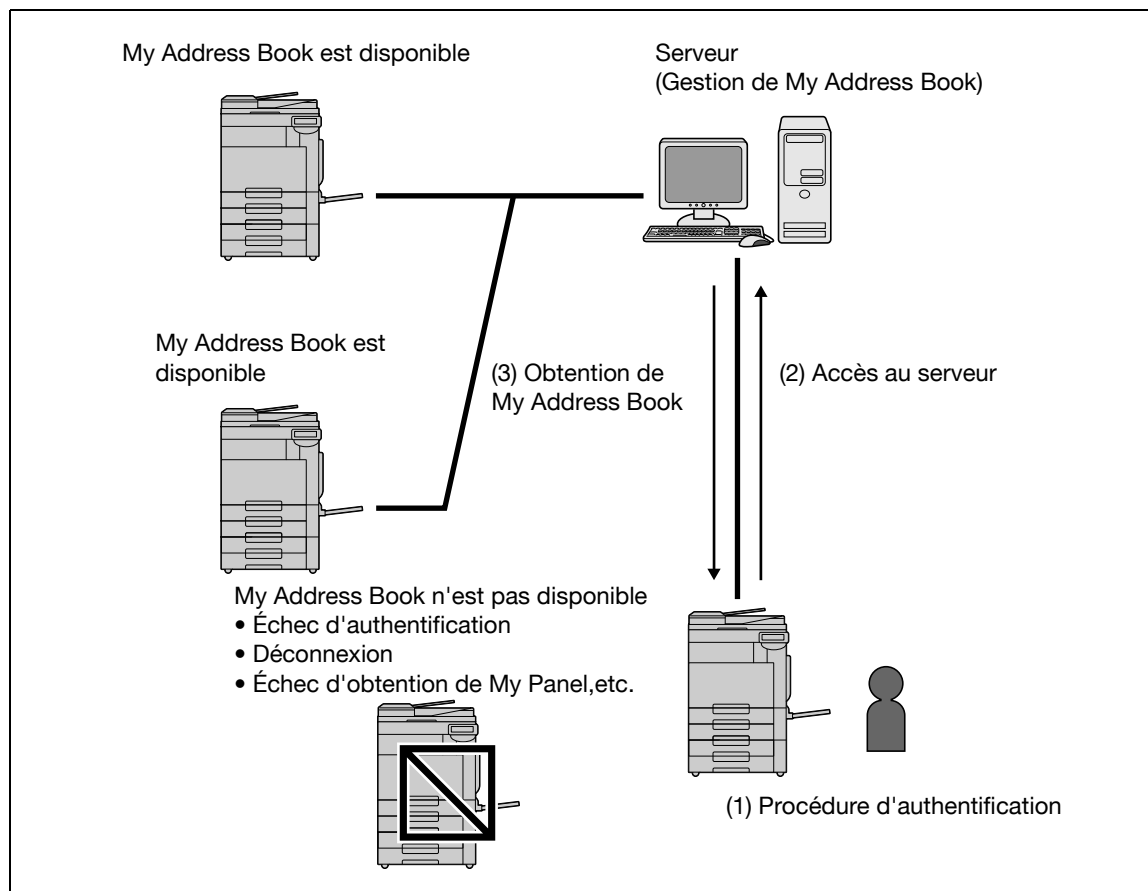 My Address Book est disponible
Serveur
(Gestion de My Address Book)
My Address Book est
disponible
(3) Obtention de
My Address Book
(2) Accès au serveur
My Address Book n'est pas disponible
• Échec d'authentification
• Déconnexion
• Échec d'obtention de My Panel,etc.
(1) Procédure d'authentification